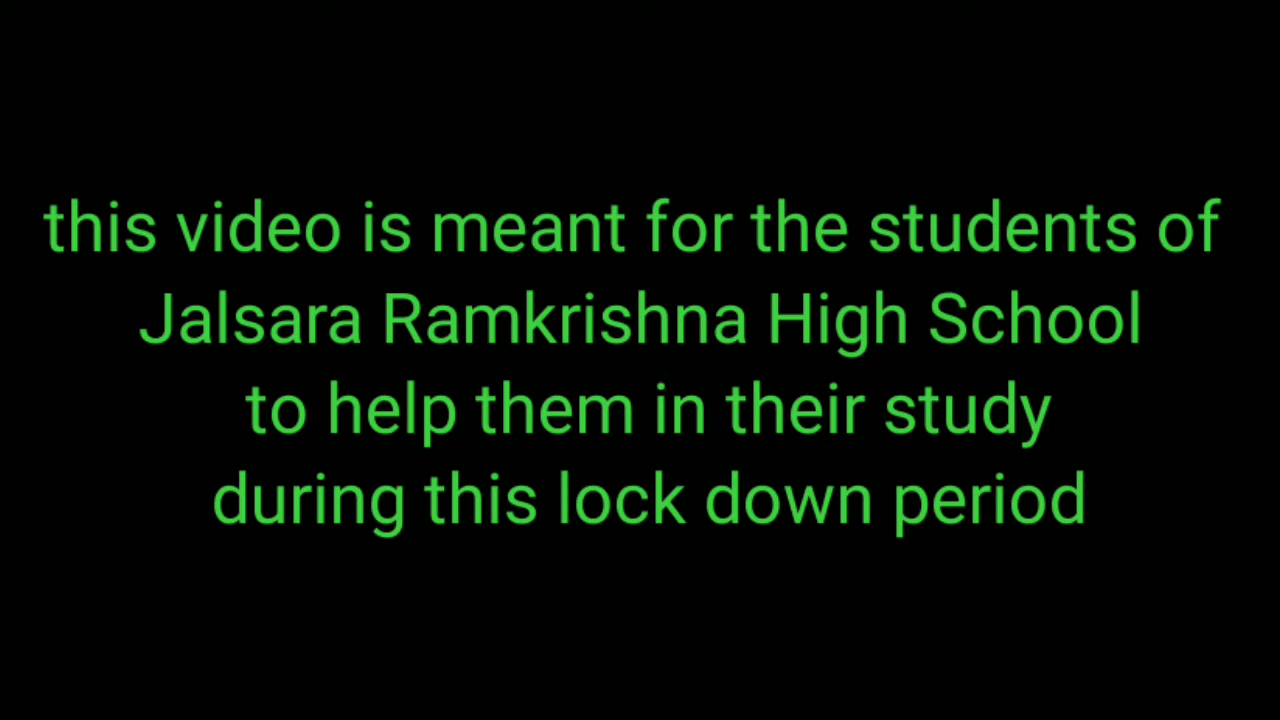 this video is meant for the students of
Jalsara Ramkrishna High School
to help them in their study
during this lock down period